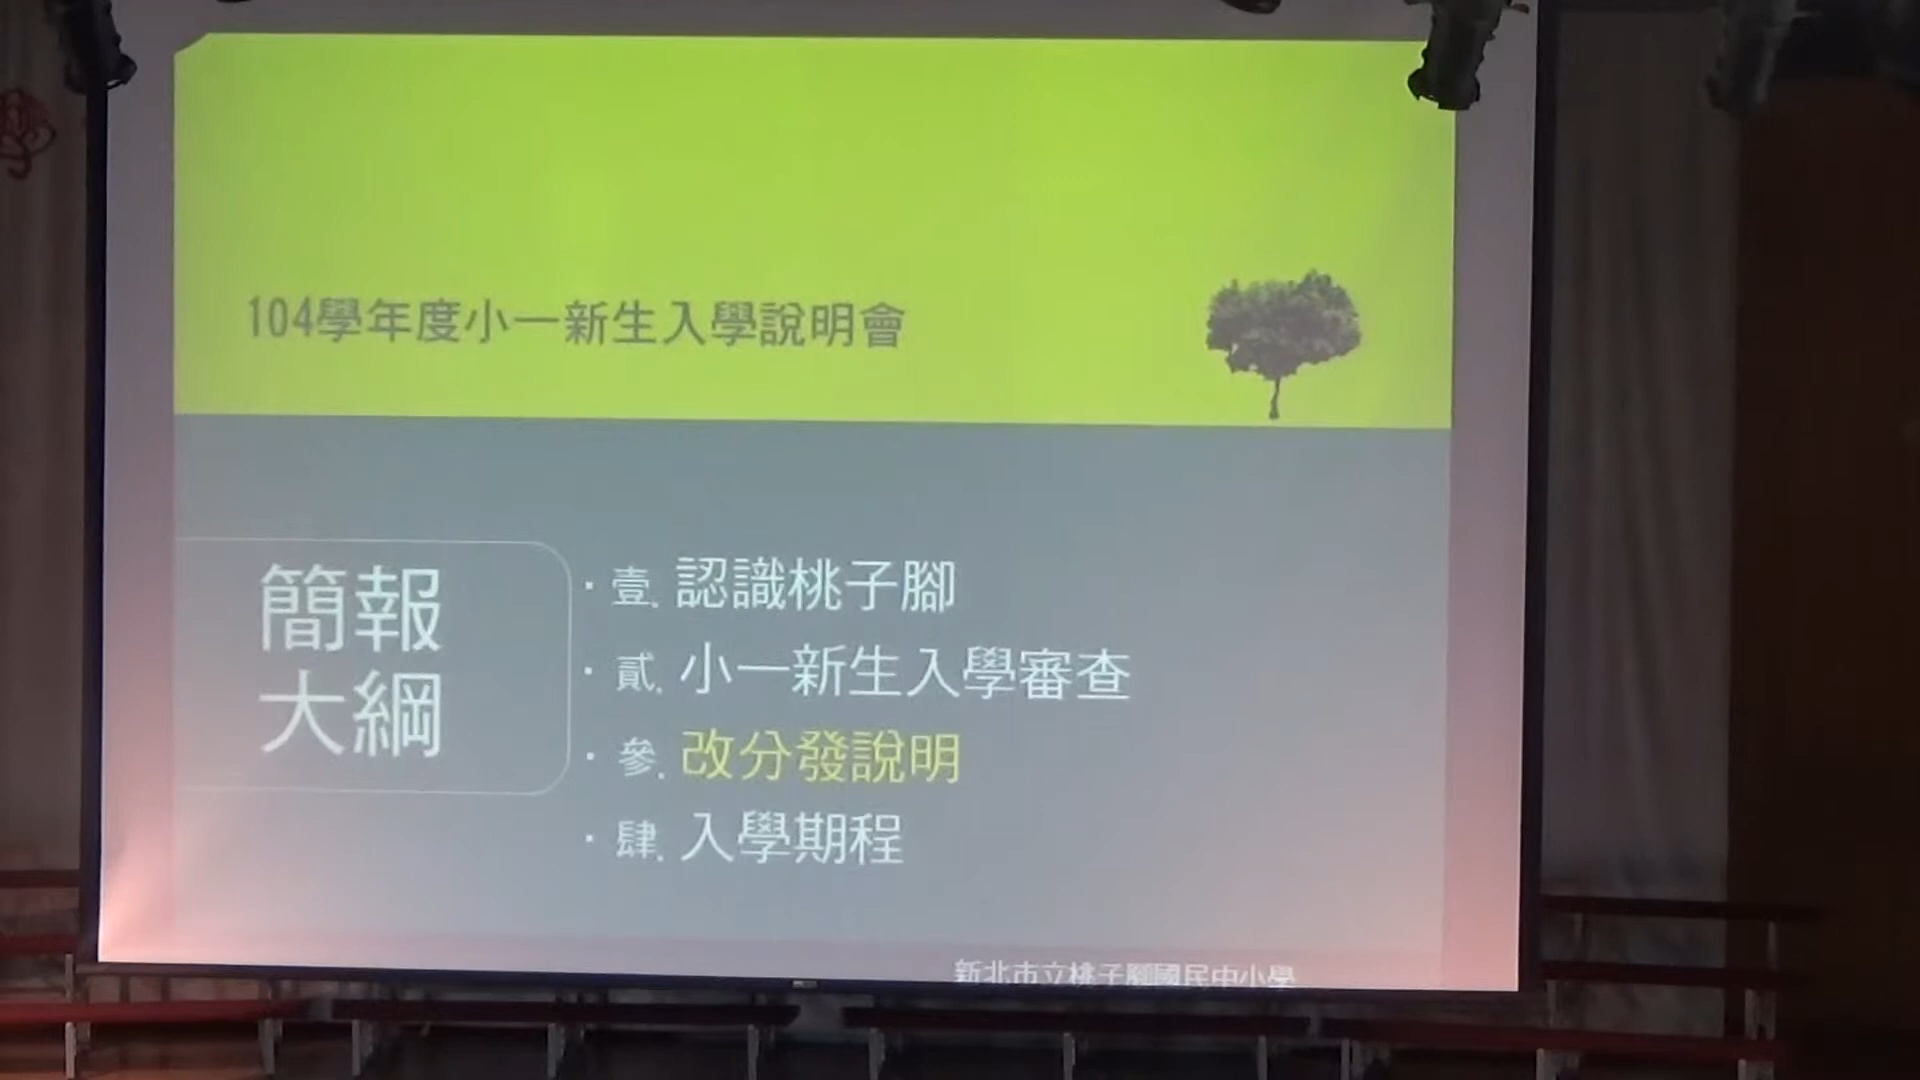 104學年度小一新生入學說明會
簡報
大綱
· 壹. 認識桃子腳
· 貳. 小一新生入學審查
· 參. 改分發說明
· 肆. 入學期程
新北市立桃子腳國民中小學